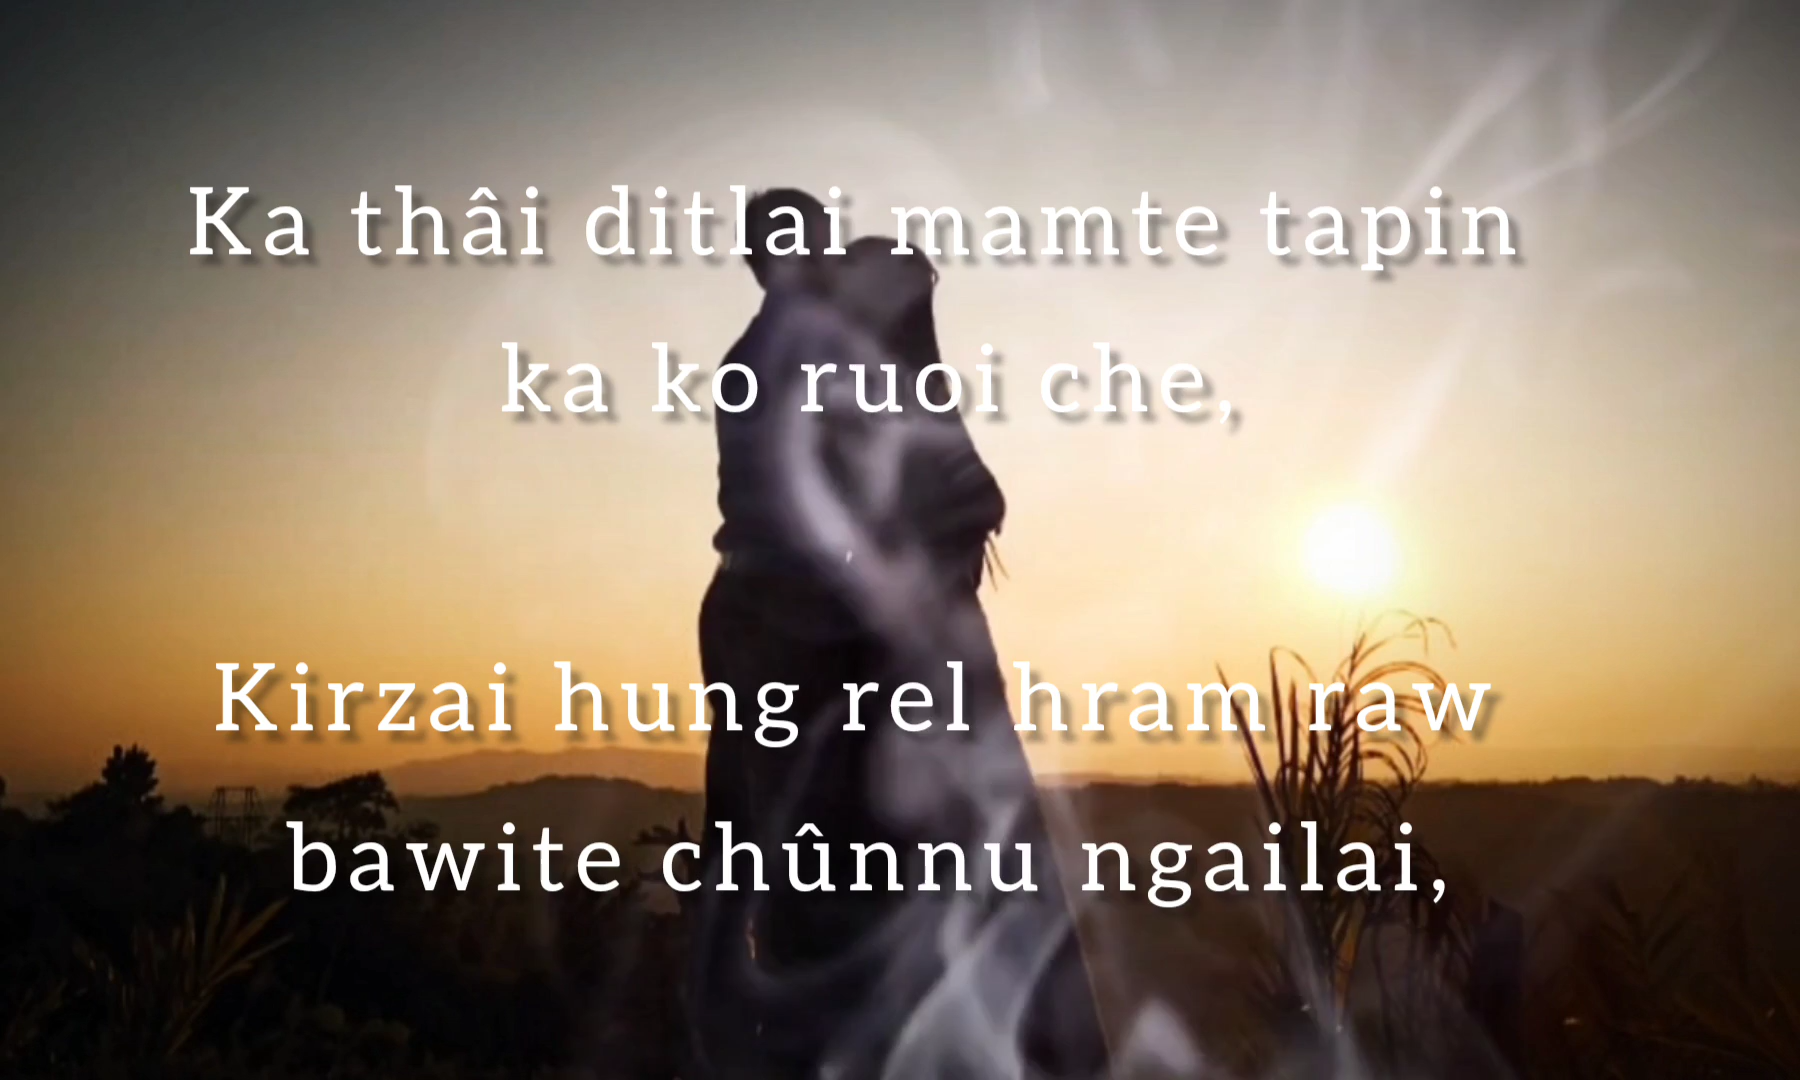 Ka thâi ditlai mamte tapin
ka ko ruoi che,
Kirzai hung rel hram raw
bawite chûnnu ngailai,